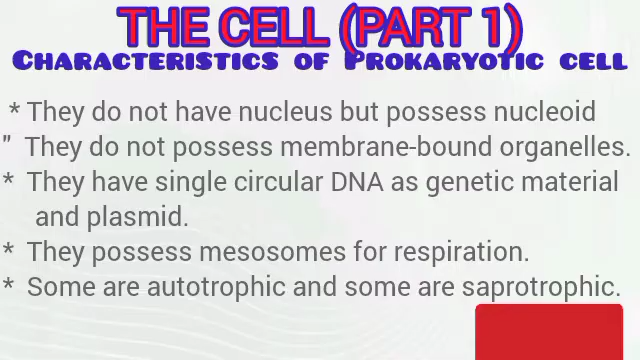 THE CELL (PART 1)
CHARACTERISTICS OF PROKARYOTIC CELL
* They do not have nucleus but possess nucleoid
" They do not possess membrane-bound organelles.
* They have single circular DNA as genetic material
and plasmid.
* They possess mesosomes for respiration.
* Some are autotrophic and some are saprotrophic.